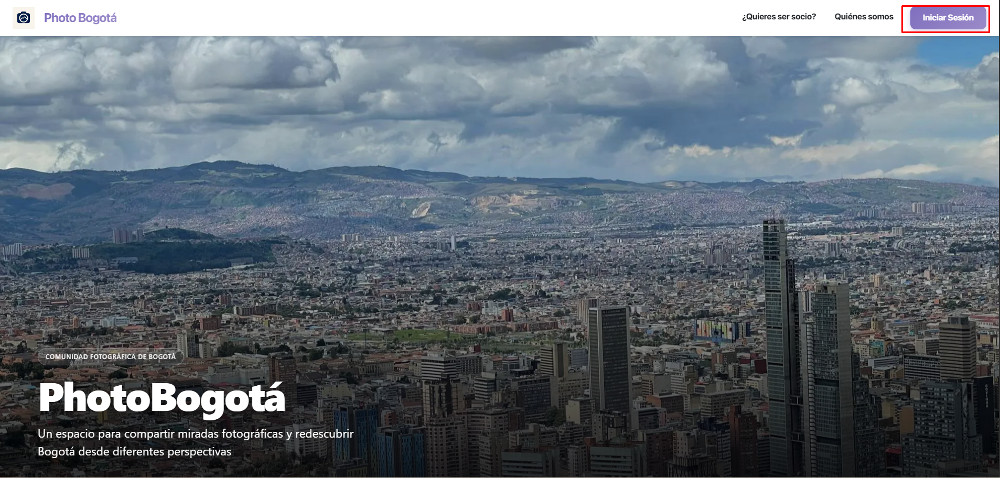 Photo Bogotá
¿Quieres ser socio?
Quiénes somos
Iniciar Sesión
COMUNIDAD FOTOGRÁFICA DE BOGOTÁ
PhotoBogotá
Un espacio para compartir miradas fotográficas y redescubrir
Bogotá desde diferentes perspectivas